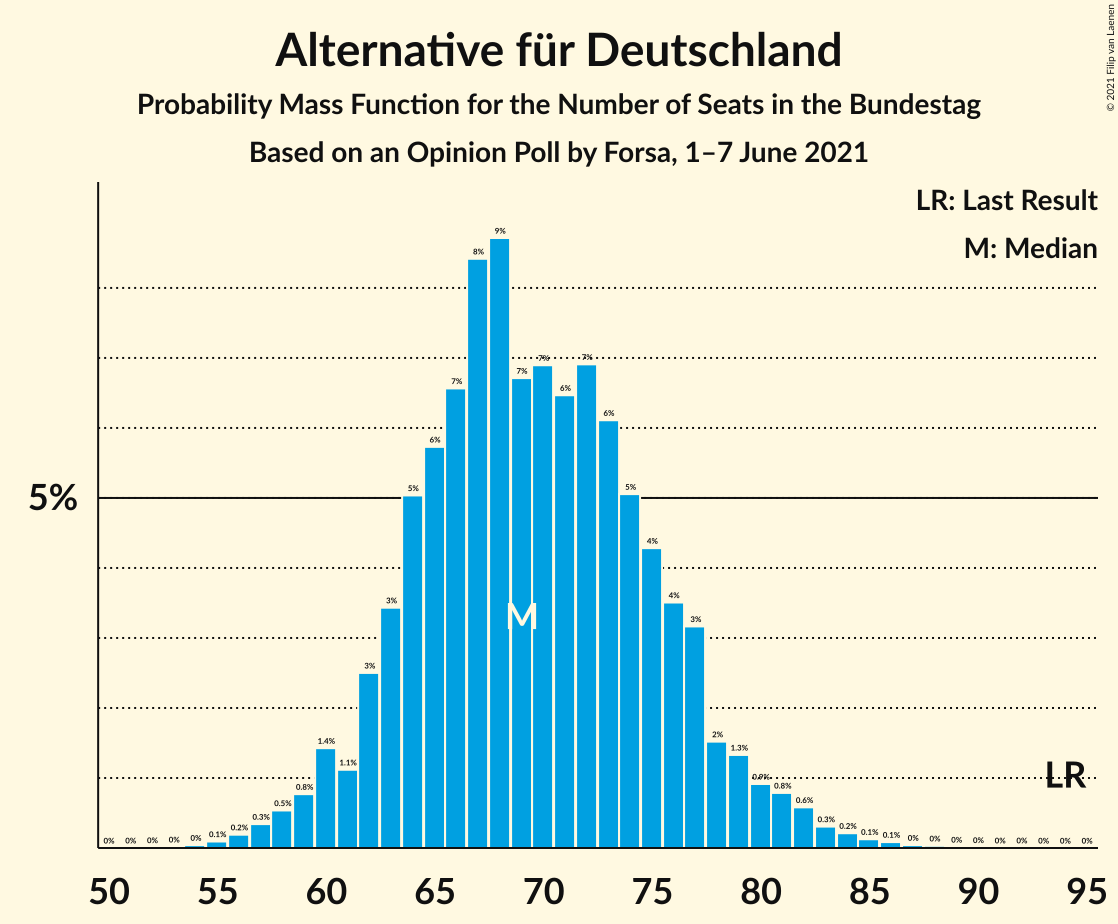 © 2021 Filip van Laenen
Alternative für Deutschland
Probability Mass Function for the Number of Seats in the Bundestag
Based on an Opinion Poll by Forsa, 1–7 June 2021
LR: Last Result
M: Median
9%
8%
7% 7%
7% 7%
6%
6%
6%
5% 5% 5%
4%
3% 4%
M
3%
3%
2%
1.4% 1.3%
1.1%
LR
0.8% 0.9% 0.8%
0.5% 0.6%
0.3% 0.3%
0.2% 0.2%
0% 0% 0% 0% 0% 0.1% 0.1% 0.1% 0% 0% 0% 0% 0% 0% 0% 0% 0%
50 55 60 65 70 75 80 85 90 95